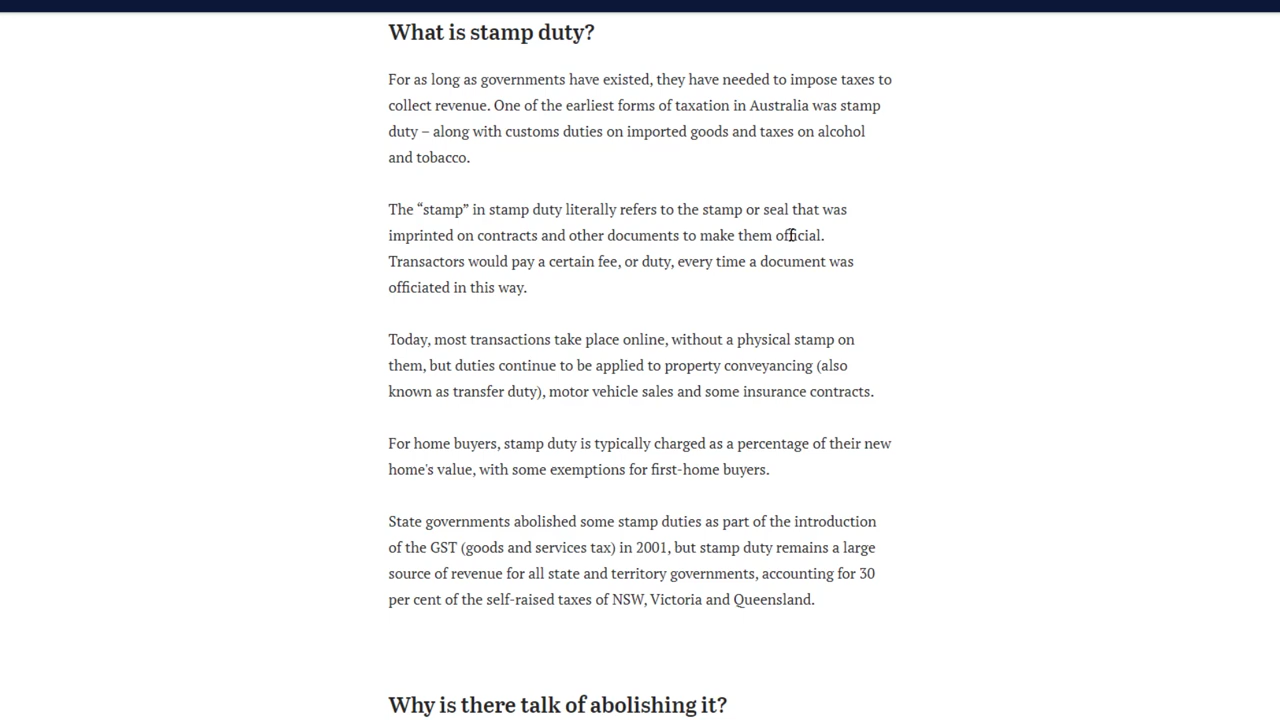 What is stamp duty?
For as long as governments have existed, they have needed to impose taxes to
collect revenue. One of the earliest forms of taxation in Australia was stamp
duty – along with customs duties on imported goods and taxes on alcohol
and tobacco.
The “stamp” in stamp duty literally refers to the stamp or seal that was
imprinted on contracts and other documents to make them official.
Transactors would pay a certain fee, or duty, every time a document was
officiated in this way.
Today, most transactions take place online, without a physical stamp on
them, but duties continue to be applied to property conveyancing (also
known as transfer duty), motor vehicle sales and some insurance contracts.
For home buyers, stamp duty is typically charged as a percentage of their new
home's value, with some exemptions for first-home buyers.
State governments abolished some stamp duties as part of the introduction
of the GST (goods and services tax) in 2001, but stamp duty remains a large
source of revenue for all state and territory governments, accounting for 30
per cent of the self-raised taxes of NSW, Victoria and Queensland.
Why is there talk of abolishing it?